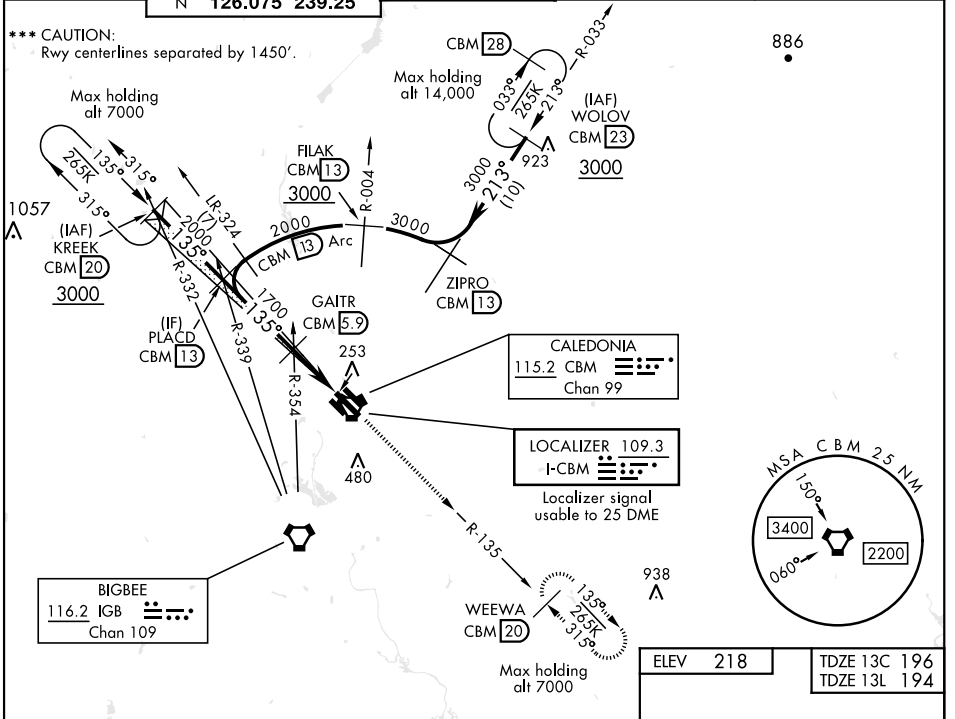 N 126.075 239.25
*** CAUTION:
Rwy centerlines separated by 1450'.
CBM 28
R-033
886
Max holding
alt 14,000
033°
265K
213°
Max holding
alt 7000
(IAF)
WOLOV
CBM 23
3000
923
FILAK
CBM 13
3000
R-004
3000
213°
(10)
135°
265K
315°
315°
1057
(IAF)
KREEK
CBM 20
3000
LR-324
(7)
2000
135°
2000
CBM 13 Arc
3000
ZIPRO
CBM 13
R-332
(IF)
PLACD
CBM 13
R-339
1700
135°
GAITR
CBM 5.9
253
R-354
CALEDONIA
115.2 CBM
Chan 99
LOCALIZER 109.3
I-CBM
Localizer signal
usable to 25 DME
480
R-135
MSA CBM 25 NM
150°
3400
2200
060°
BIGBEE
116.2 IGB
Chan 109
WEEWA
CBM 20
135°
265K
315°
938
Max holding
alt 7000
ELEV 218
TDZE 13C 196
TDZE 13L 194